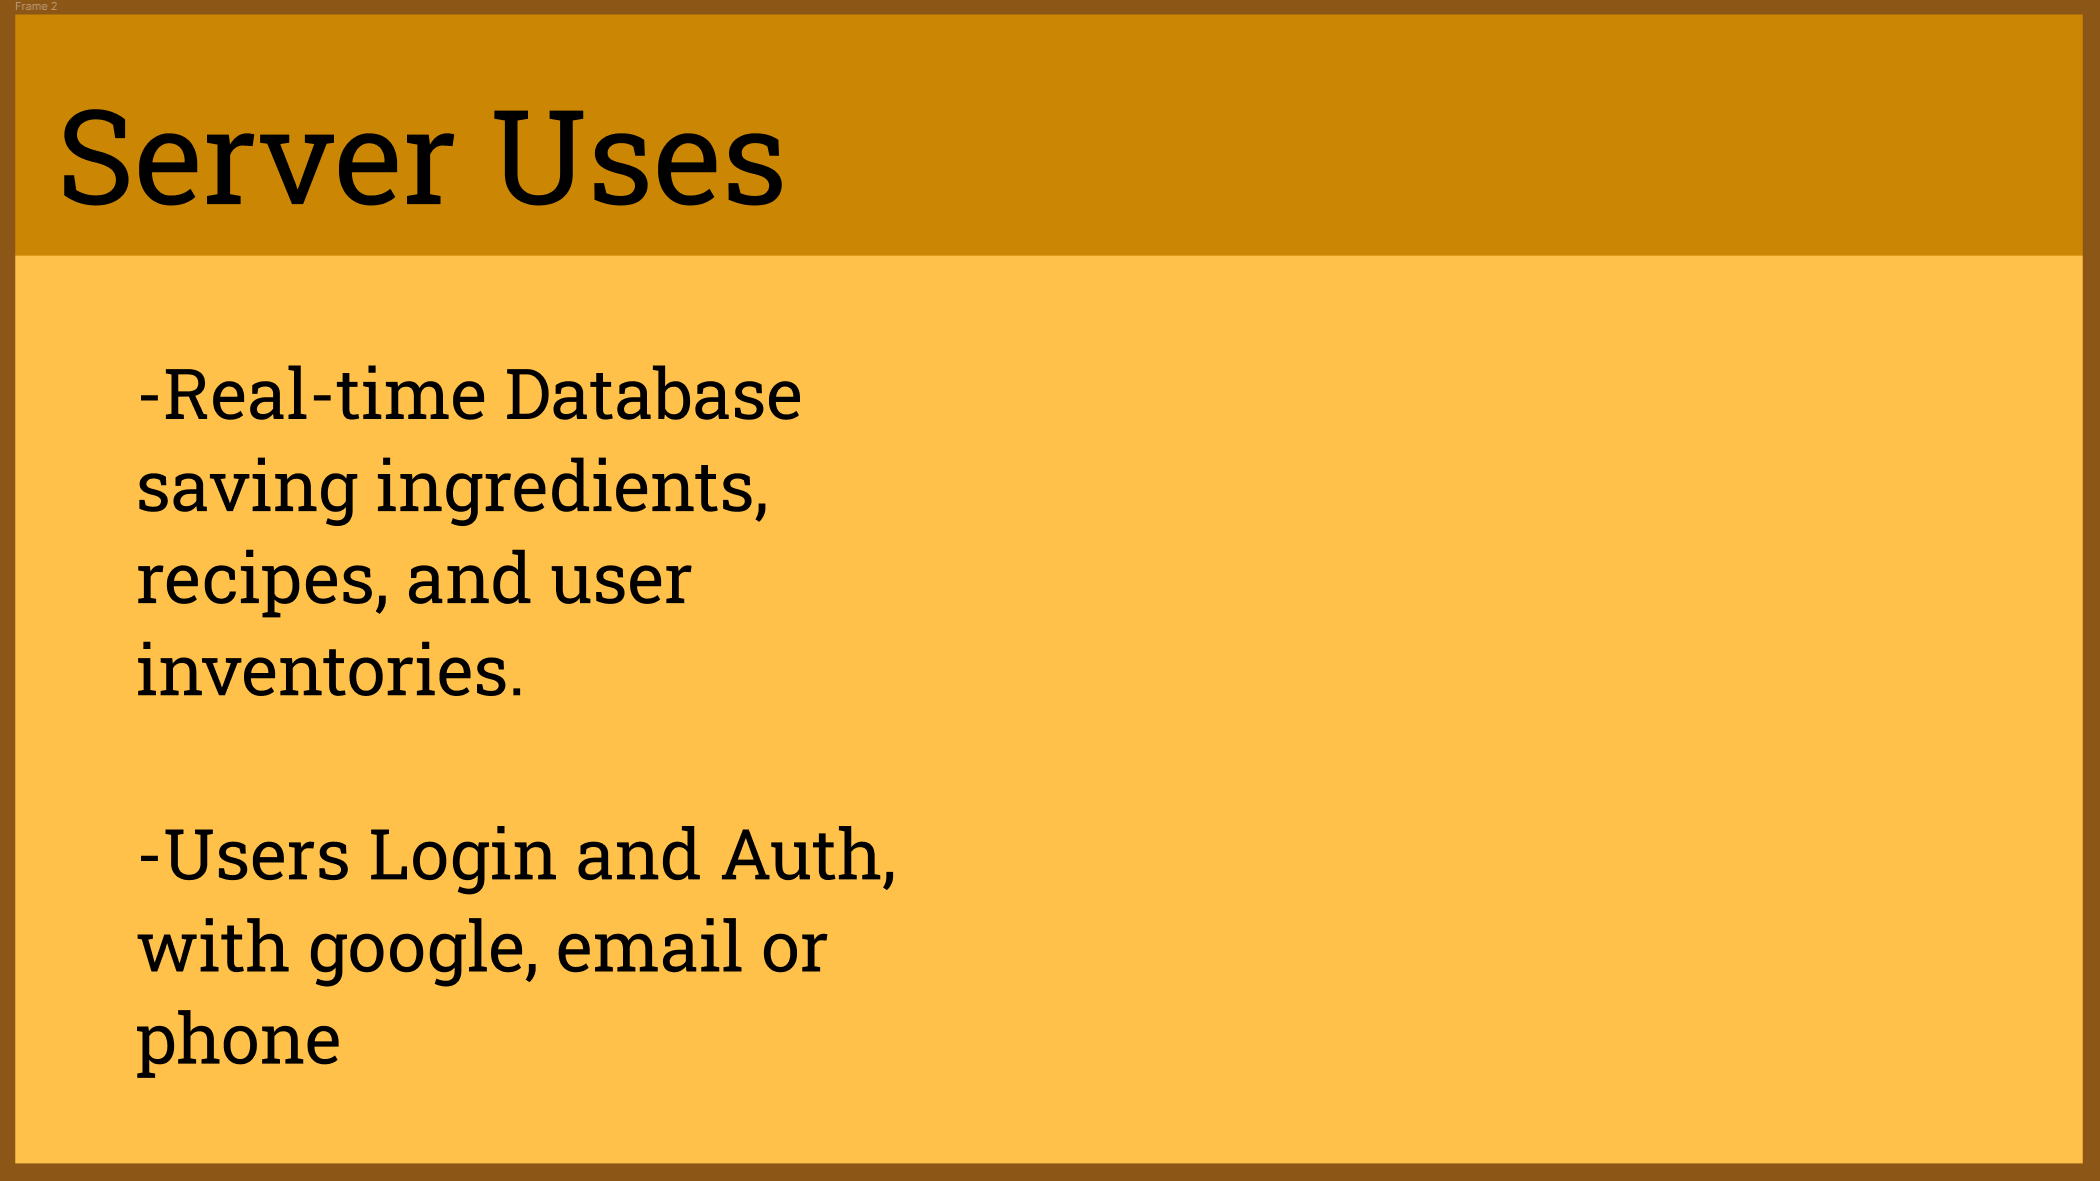 Frame 2
Server Uses
-Real-time Database
saving ingredients,
recipes, and user
inventories.
-Users Login and Auth,
with google, email or
phone